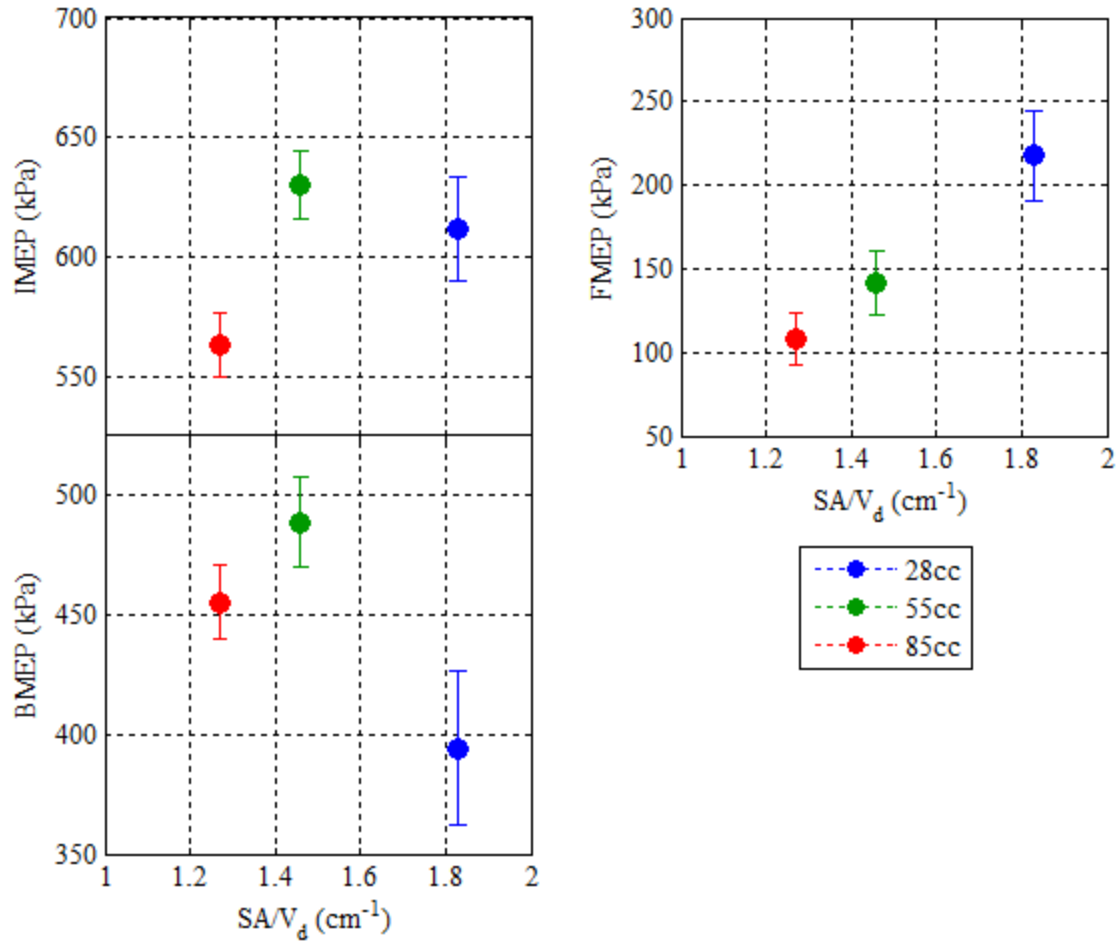 700
650
600
550
IMEP (kPa)
500
450
400
350
BMEP (kPa)
1 1.2 1.4 1.6 1.8 2
SA/Vd (cm-1)
300
250
200
150
100
50
FMEP (kPa)
1 1.2 1.4 1.6 1.8 2
SA/Vd (cm-1)
28cc
55cc
85cc